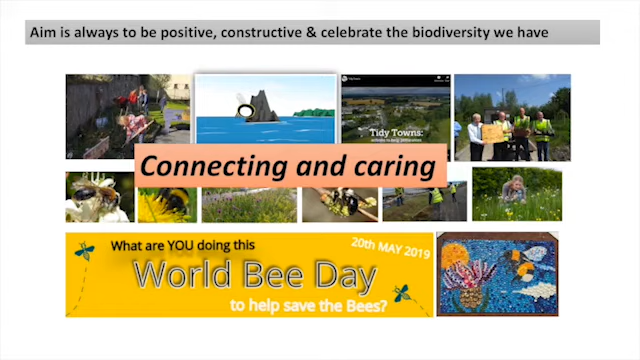 Aim is always to be positive, constructive & celebrate the biodiversity we have
Tidy Towns:
Connecting and caring
What are YOU doing this
20th MAY 2019
World Bee Day
to help save the Bees?